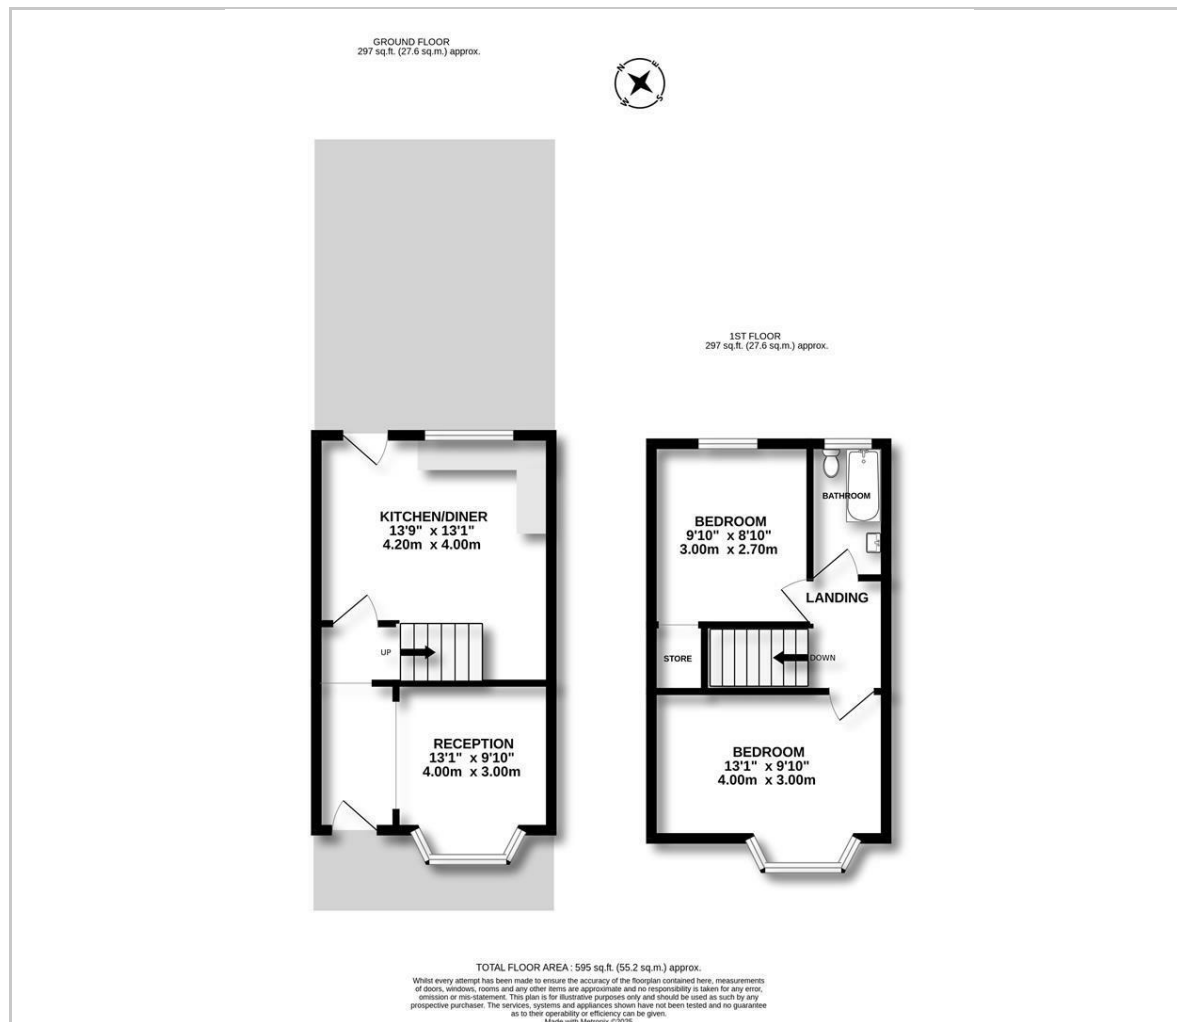 GROUND FLOOR
297 sq.ft. (27.6 sq.m.) approx.
N
E
S
W
1ST FLOOR
297 sq.ft. (27.6 sq.m.) approx.
KITCHEN/DINER
13'9" x 13'1"
4.20m x 4.00m
UP
RECEPTION
13'1" x 9'10"
4.00m x 3.00m
BATHROOM
BEDROOM
9'10" x 8'10"
3.00m x 2.70m
LANDING
STORE
DOWN
BEDROOM
13'1" x 9'10"
4.00m x 3.00m
TOTAL FLOOR AREA : 595 sq.ft. (55.2 sq.m.) approx.
Whilst every attempt has been made to ensure the accuracy of the floorplan contained here, measurements
of doors, windows, rooms and any other items are approximate and no responsibility is taken for any error,
omission or mis-statement. This plan is for illustrative purposes only and should be used as such by any
prospective purchaser. The services, systems and appliances shown have not been tested and no guarantee
as to their operability or efficiency can be given.
Made with Metropix ©2025